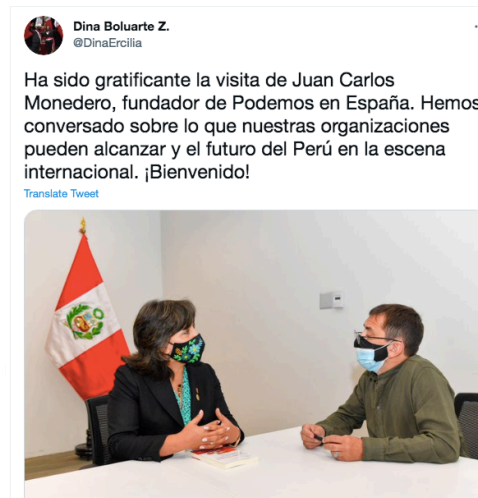 Dina Boluarte Z.
@DinaErcilia
Ha sido gratificante la visita de Juan Carlos
Monedero, fundador de Podemos en España. Hemos
conversado sobre lo que nuestras organizaciones
pueden alcanzar y el futuro del Perú en la escena
internacional. ¡Bienvenido!
Translate Tweet